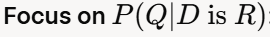 Focus on P(Q|D is R):